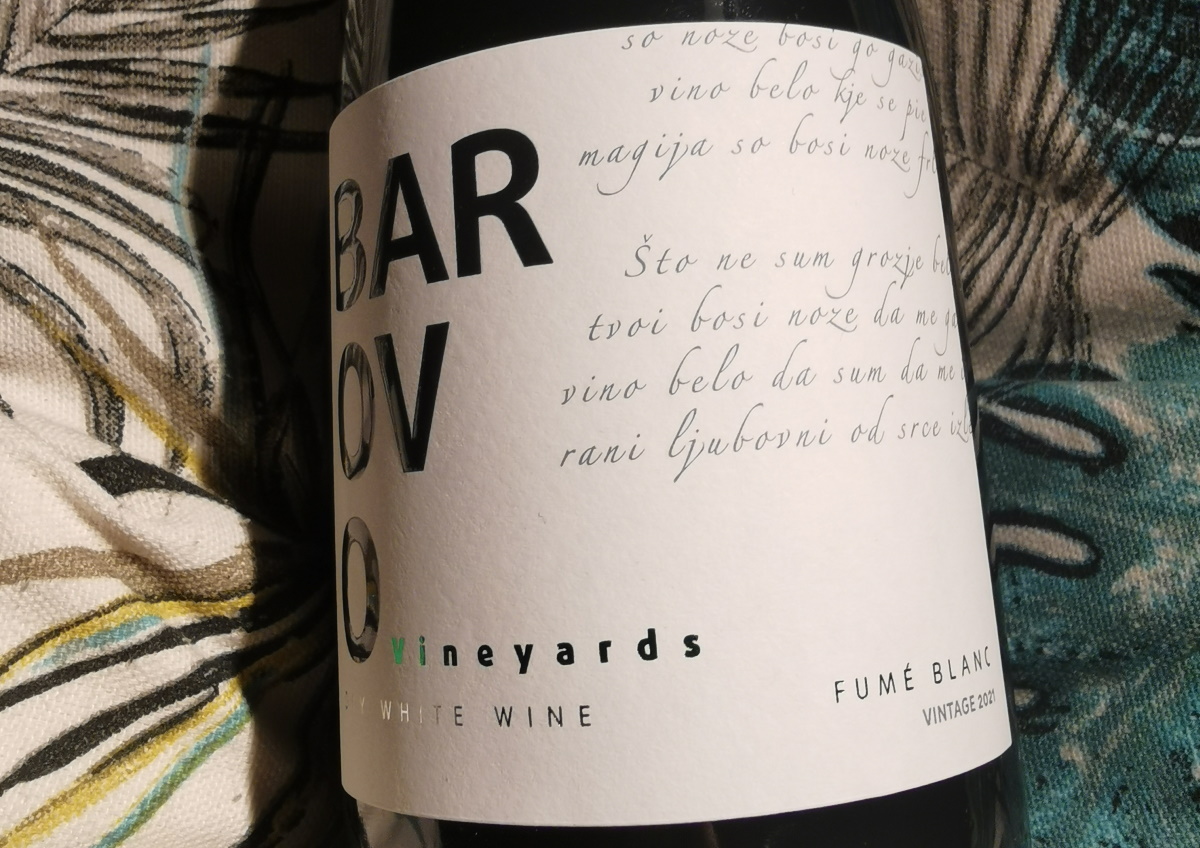 so noze bosi go
vino belo kje se
magija so bosi noze
Što ne sum grozje
tvoi bosi noze da me
vino belo da sum da me
rani ljubovni od srce
BAR
OV
O
Vineyards
WHITE WINE
FUMÉ BLANC
VINTAGE 2021